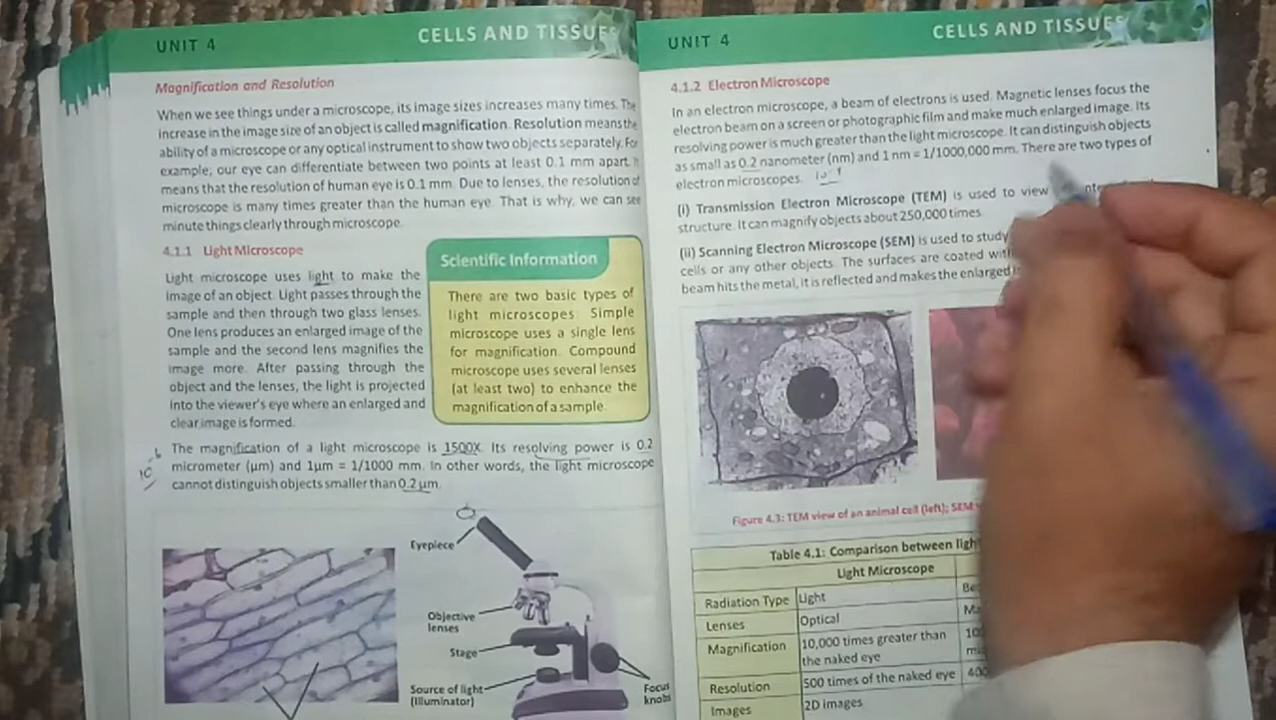 UNIT 4
CELLS AND TISSUES
Magnification and Resolution
When we see things under a microscope, its image sizes increases many times. The
increase in the image size of an object is called magnification. Resolution means the
ability of a microscope or any optical instrument to show two objects separately. For
example; our eye can differentiate between two points at least 0.1 mm apart. It
means that the resolution of human eye is 0.1 mm. Due to lenses, the resolution of
microscope is many times greater than the human eye. That is why, we can see
minute things clearly through microscope.
4.1.1 Light Microscope
Light microscope uses light to make the
image of an object. Light passes through the
sample and then through two glass lenses.
One lens produces an enlarged image of the
sample and the second lens magnifies the
image more. After passing through the
object and the lenses, the light is projected
into the viewer's eye where an enlarged and
clear image is formed.
Scientific Information
There are two basic types of
light microscopes: Simple
microscope uses a single lens
for magnification. Compound
microscope uses several lenses
(at least two) to enhance the
magnification of a sample.
The magnification of a light microscope is 1500X. Its resolving power is 0.2
micrometer (µm) and 1µm = 1/1000 mm. In other words, the light microscope
cannot distinguish objects smaller than 0.2 µm.
10⁻⁶
Eyepiece
Objective
lenses
Stage
Source of light
(Illuminator)
Focus
knobs
UNIT 4
CELLS AND TISSUES
4.1.2 Electron Microscope
In an electron microscope, a beam of electrons is used. Magnetic lenses focus the
electron beam on a screen or photographic film and make much enlarged image. Its
resolving power is much greater than the light microscope. It can distinguish objects
as small as 0.2 nanometer (nm) and 1 nm = 1/1000,000 mm. There are two types of
electron microscopes.
(i) Transmission Electron Microscope (TEM) is used to view
structure. It can magnify objects about 250,000 times.
(ii) Scanning Electron Microscope (SEM) is used to study
cells or any other objects. The surfaces are coated
beam hits the metal, it is reflected and makes the enlarged
Figure 4.3: TEM view of an animal cell (left); SEM
Table 4.1: Comparison between
Light Microscope
Radiation Type Light
Lenses Optical
Magnification 10,000 times greater than
the naked eye
Resolution 500 times of the naked eye
Images 2D images